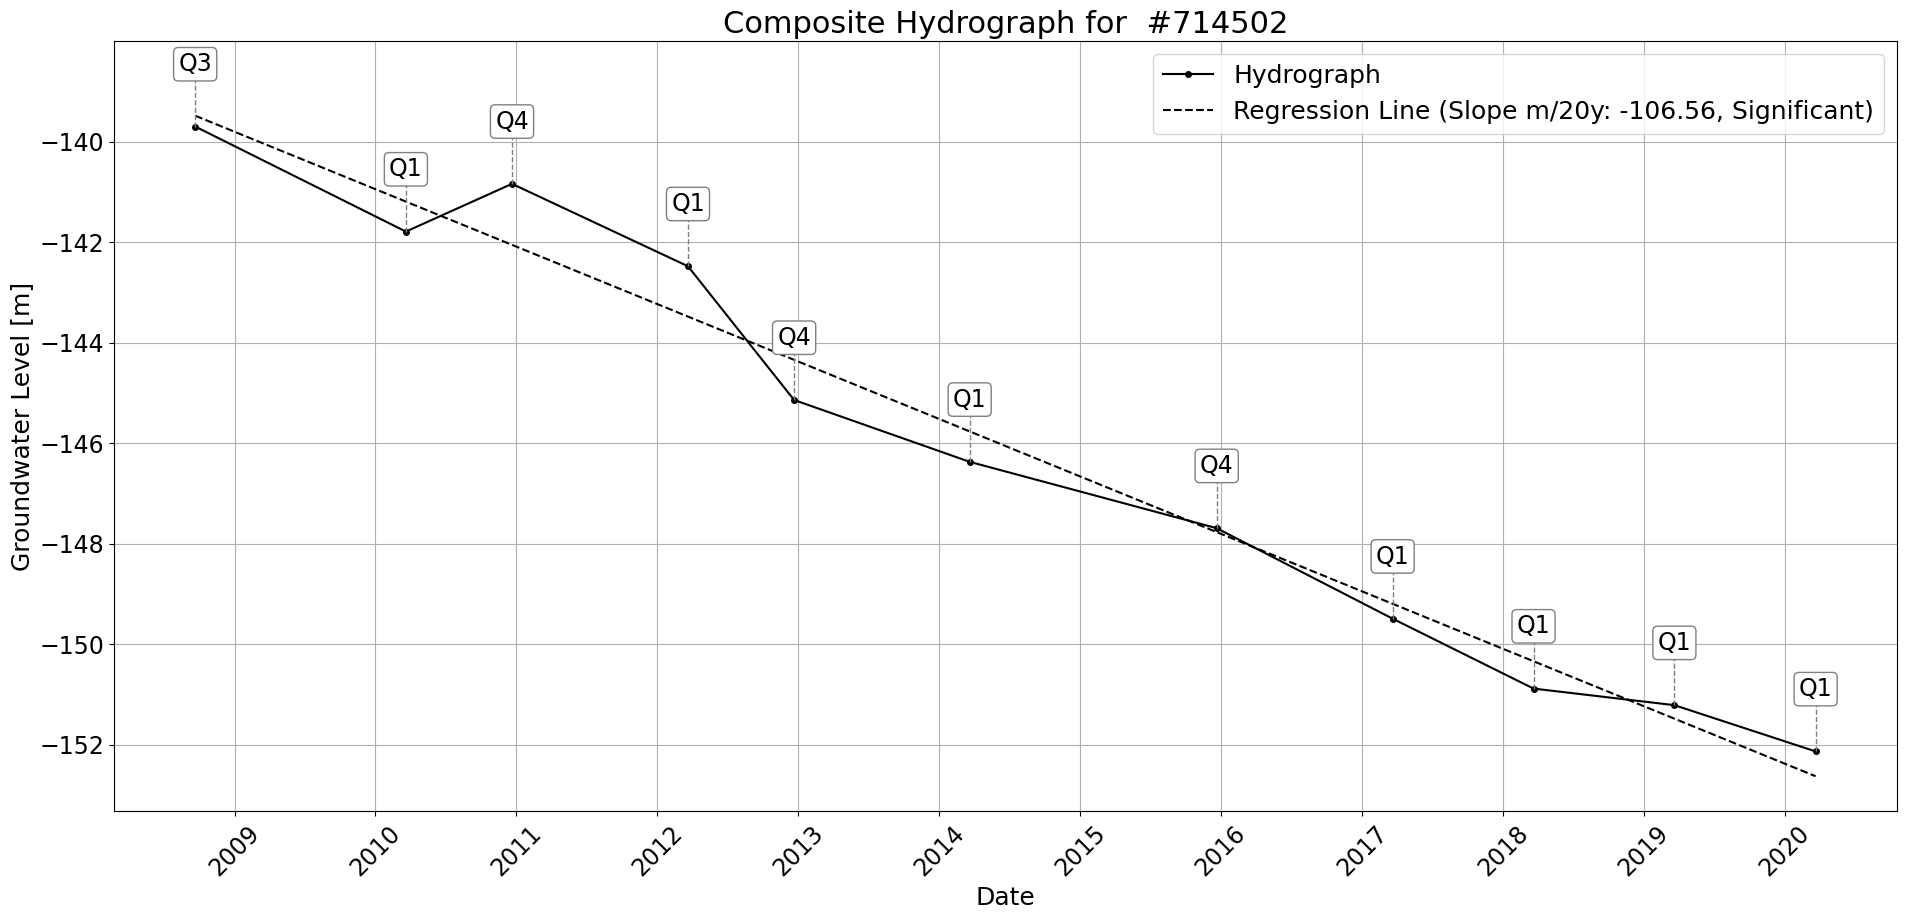 Composite Hydrograph for  #714502
Hydrograph
Regression Line (Slope m/20y: -106.56, Significant)
Q3
Q1
Q4
Q1
Q4
Q1
Q4
Q1
Q1
Q1
Q1
Groundwater Level [m]
−140
−142
−144
−146
−148
−150
−152
2009
2010
2011
2012
2013
2014
2015
2016
2017
2018
2019
2020
Date